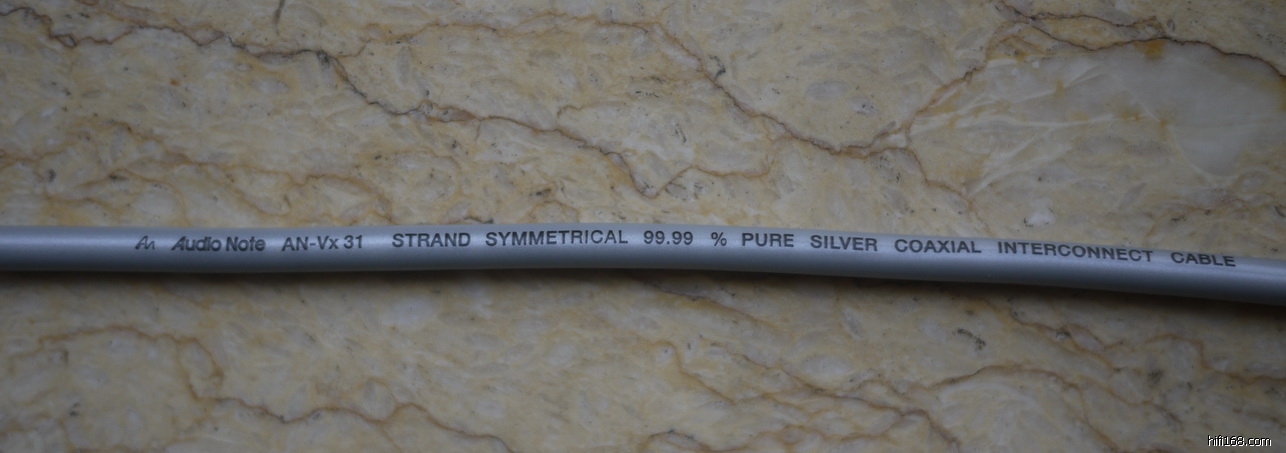 AN Audio Note AN-Vx 31 STRAND SYMMETRICAL 99.99 % PURE SILVER COAXIAL INTERCONNECT CABLE
hifi168.com